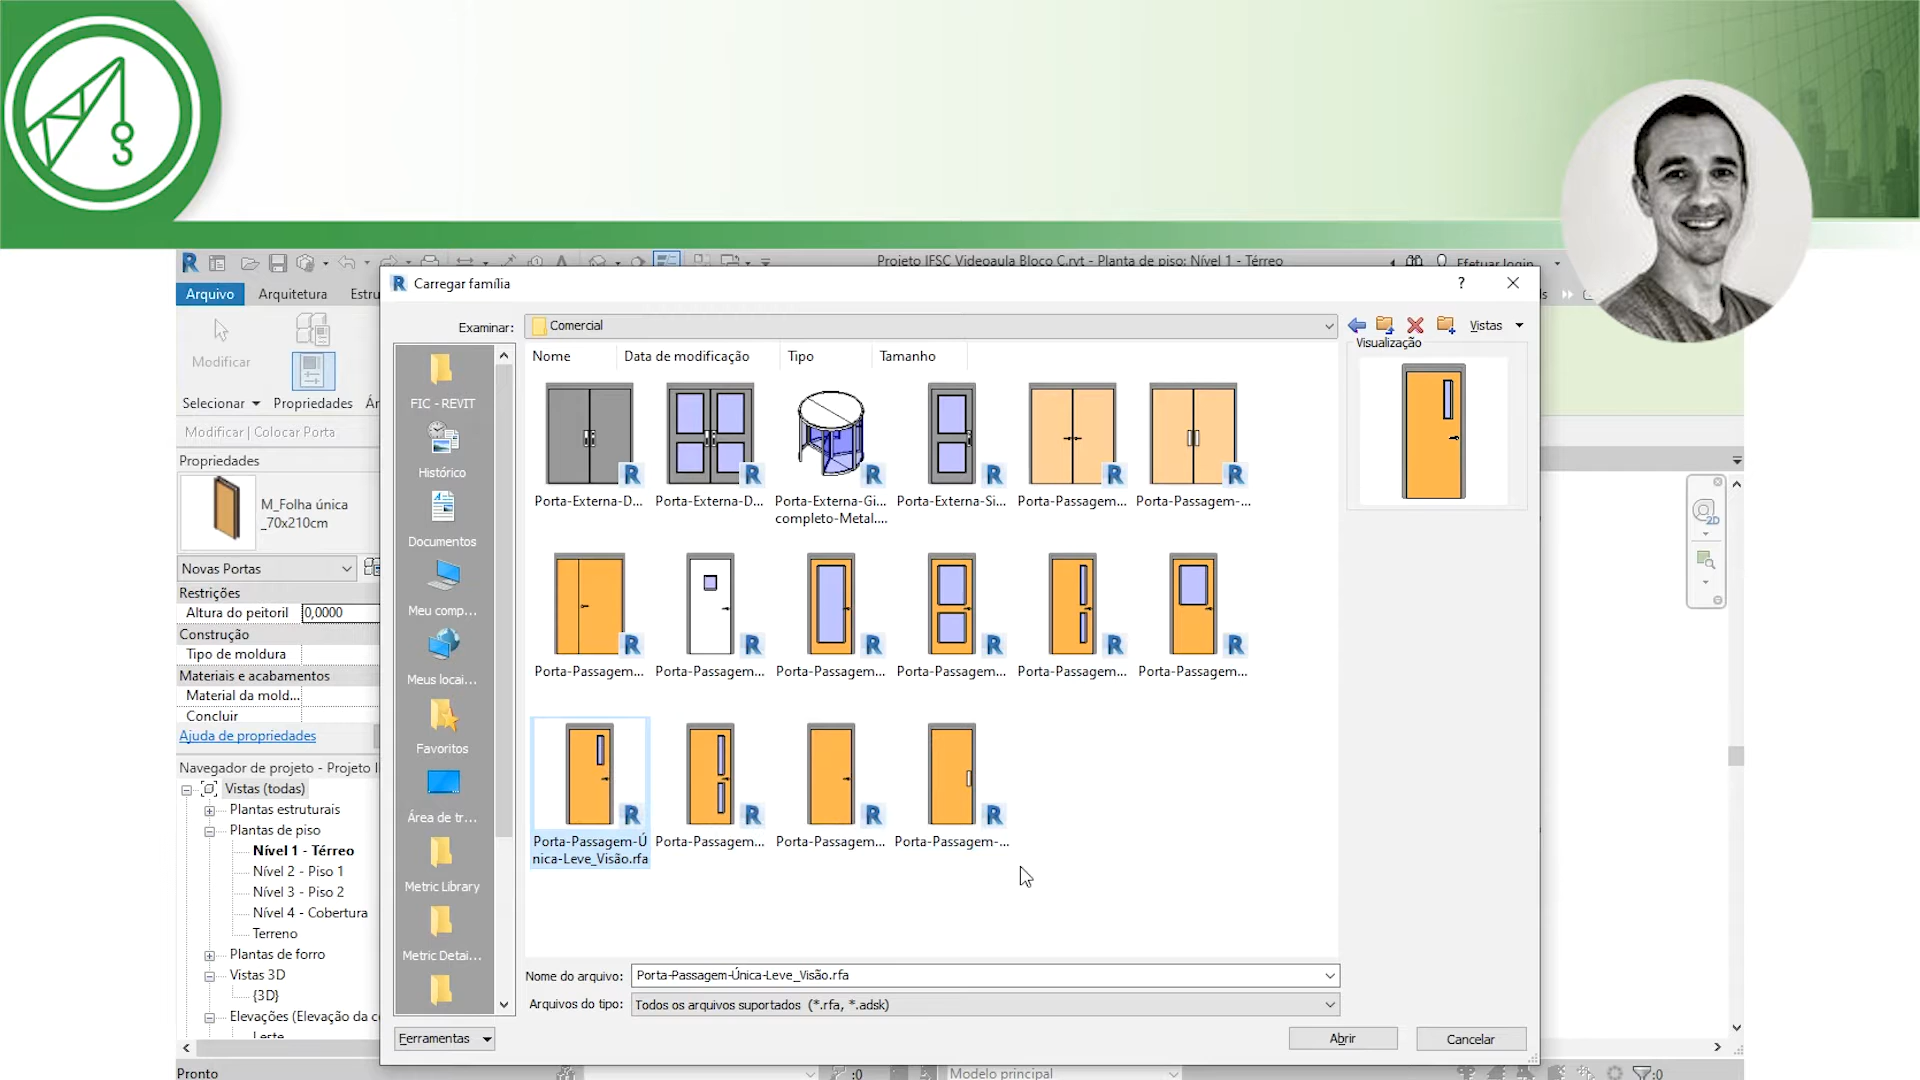 Projeto IFSC Videoaula Bloco C.rvt - Planta de piso: Nível 1 - Térreo
Efetuar login
Arquivo
Arquitetura
Estru
Carregar família
Modificar
Selecionar
Propriedades
Modificar | Colocar Porta
Propriedades
M_Folha única
_70x210cm
Novas Portas
Restrições
Altura do peitoril
0,0000
Construção
Tipo de moldura
Materiais e acabamentos
Material da mold...
Concluir
Ajuda de propriedades
Navegador de projeto - Projeto I
Vistas (todas)
Plantas estruturais
Plantas de piso
Nível 1 - Térreo
Nível 2 - Piso 1
Nível 3 - Piso 2
Nível 4 - Cobertura
Terreno
Plantas de forro
Vistas 3D
{3D}
Elevações (Elevação da c
Leste
Pronto
Examinar:
Comercial
Vistas
Nome
Data de modificação
Tipo
Tamanho
Visualização
FIC - REVIT
Histórico
Documentos
Meu comp...
Meus locai...
Favoritos
Área de tr...
Metric Library
Metric Detai...
Porta-Externa-D...
Porta-Externa-D...
Porta-Externa-Gi...
completo-Metal....
Porta-Externa-Si...
Porta-Passagem...
Porta-Passagem-...
Porta-Passagem...
Porta-Passagem...
Porta-Passagem...
Porta-Passagem...
Porta-Passagem...
Porta-Passagem...
Porta-Passagem-Ú
nica-Leve_Visão.rfa
Porta-Passagem...
Porta-Passagem...
Porta-Passagem-...
Nome do arquivo:
Porta-Passagem-Única-Leve_Visão.rfa
Arquivos do tipo:
Todos os arquivos suportados (*.rfa, *.adsk)
Ferramentas
Abrir
Cancelar
:0
Modelo principal
:0
2D